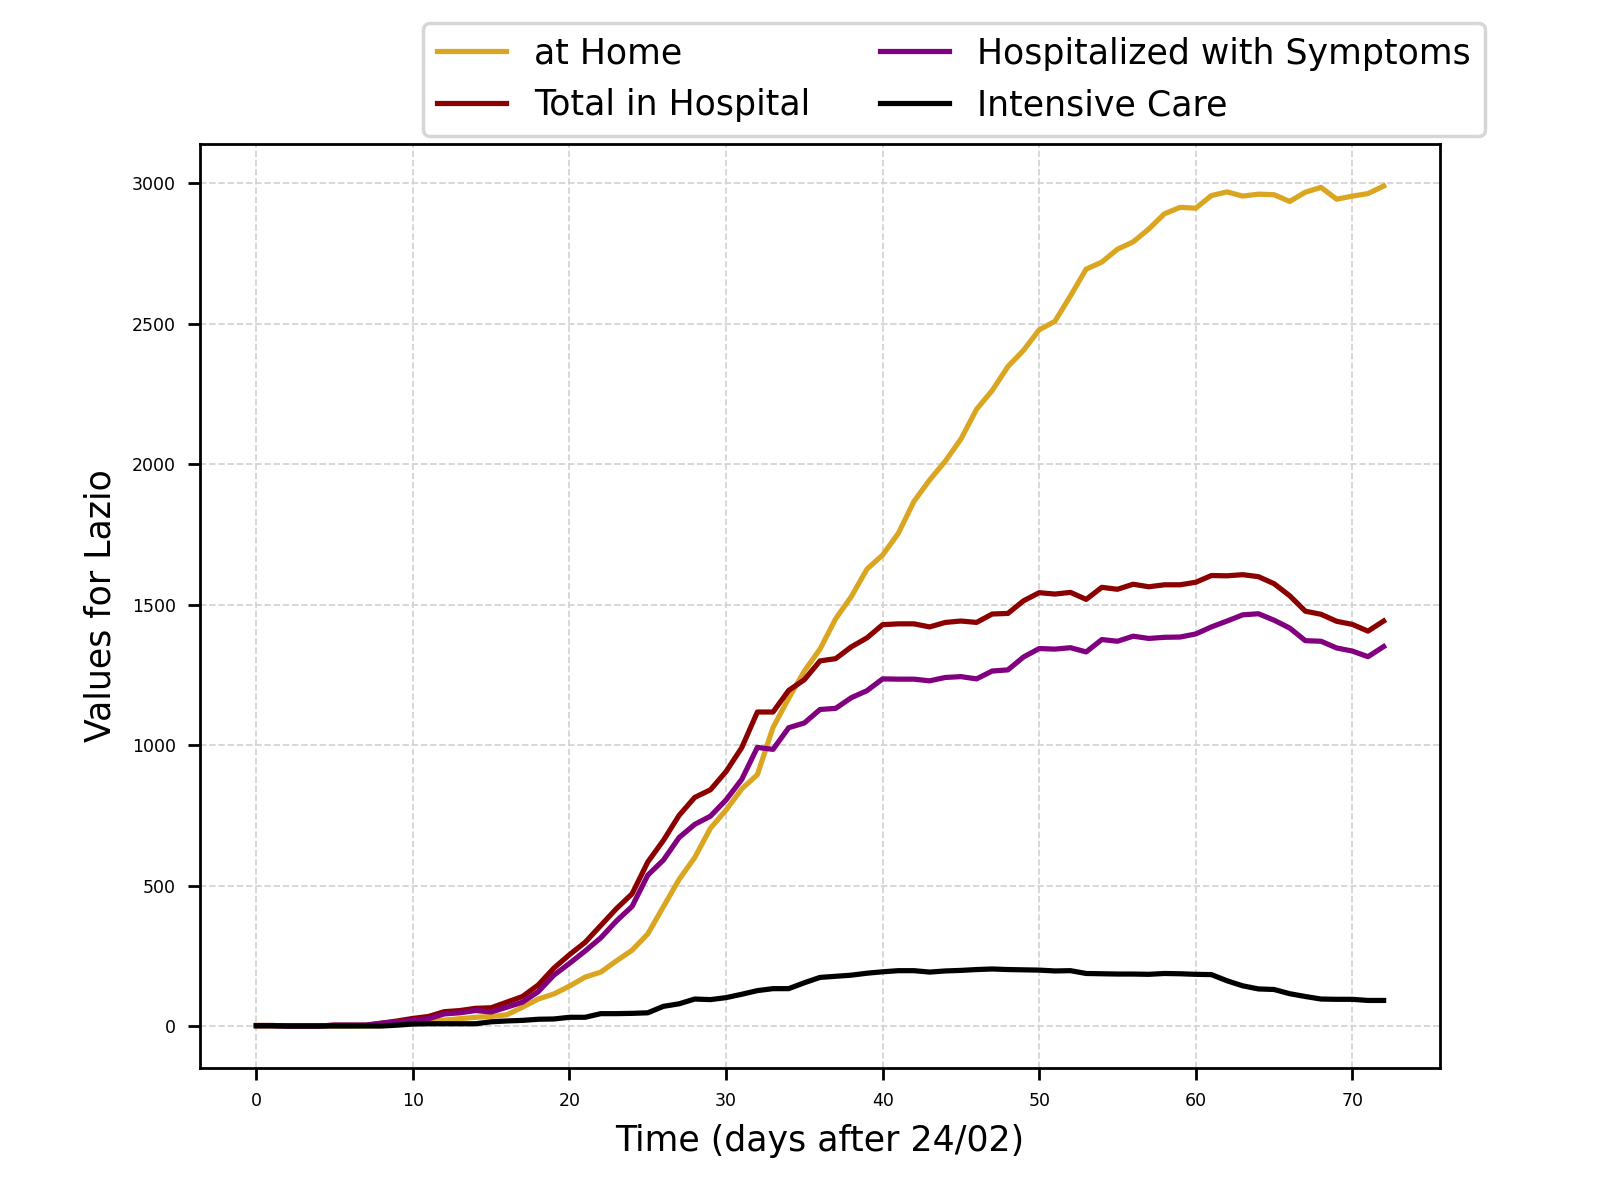 at Home
Total in Hospital
Hospitalized with Symptoms
Intensive Care
Values for Lazio
3000
2500
2000
1500
1000
500
0
0 10 20 30 40 50 60 70
Time (days after 24/02)